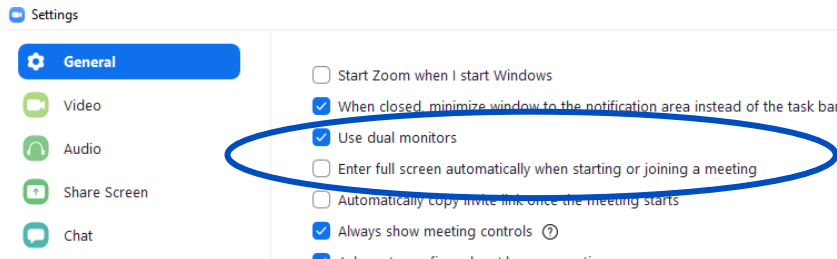 Settings
General
Video
Audio
Share Screen
Chat
Start Zoom when I start Windows
When closed, minimize window to the notification area instead of the task bar
Use dual monitors
Enter full screen automatically when starting or joining a meeting
Automatically copy invite link once the meeting starts
Always show meeting controls